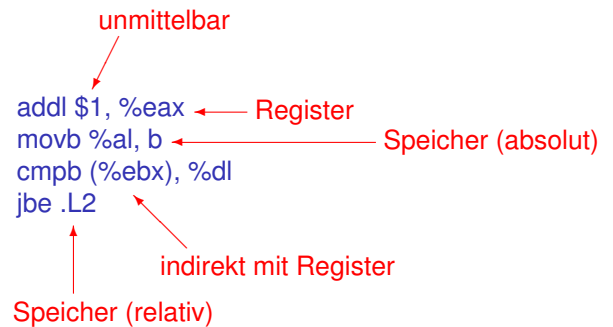 unmittelbar
addl $1, %eax Register
movb %al, b Speicher (absolut)
cmpb (%ebx), %dl
jbe .L2
indirekt mit Register
Speicher (relativ)